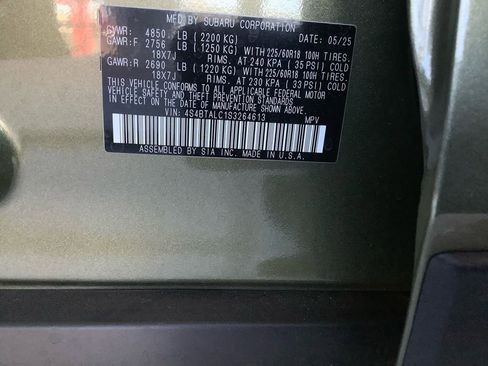 MFD BY SUBARU CORPORATION
GVWR: 4850 LB (2200 KG) DATE: 05/25
GAWR:F 2756 LB (1250 KG) WITH 225/60R18 100H TIRES.
18X7J RIMS. AT 240 KPA (35PSI) COLD
GAWR:R 2690 LB (1220 KG) WITH 225/60R18 100H TIRES.
18X7J RIMS. AT 230 KPA (33 PSI) COLD
THIS VEHICLE CONFORMS TO ALL APPLICABLE FEDERAL MOTOR
VEHICLE SAFETY AND THEFT PREVENTION STANDARDS
IN EFFECT ON THE DATE OF MANUFACTURE SHOWN ABOVE.
VIN: 4S4BTALC1S3264613 MPV
ASSEMBLED BY SIA INC. MADE IN U.S.A.